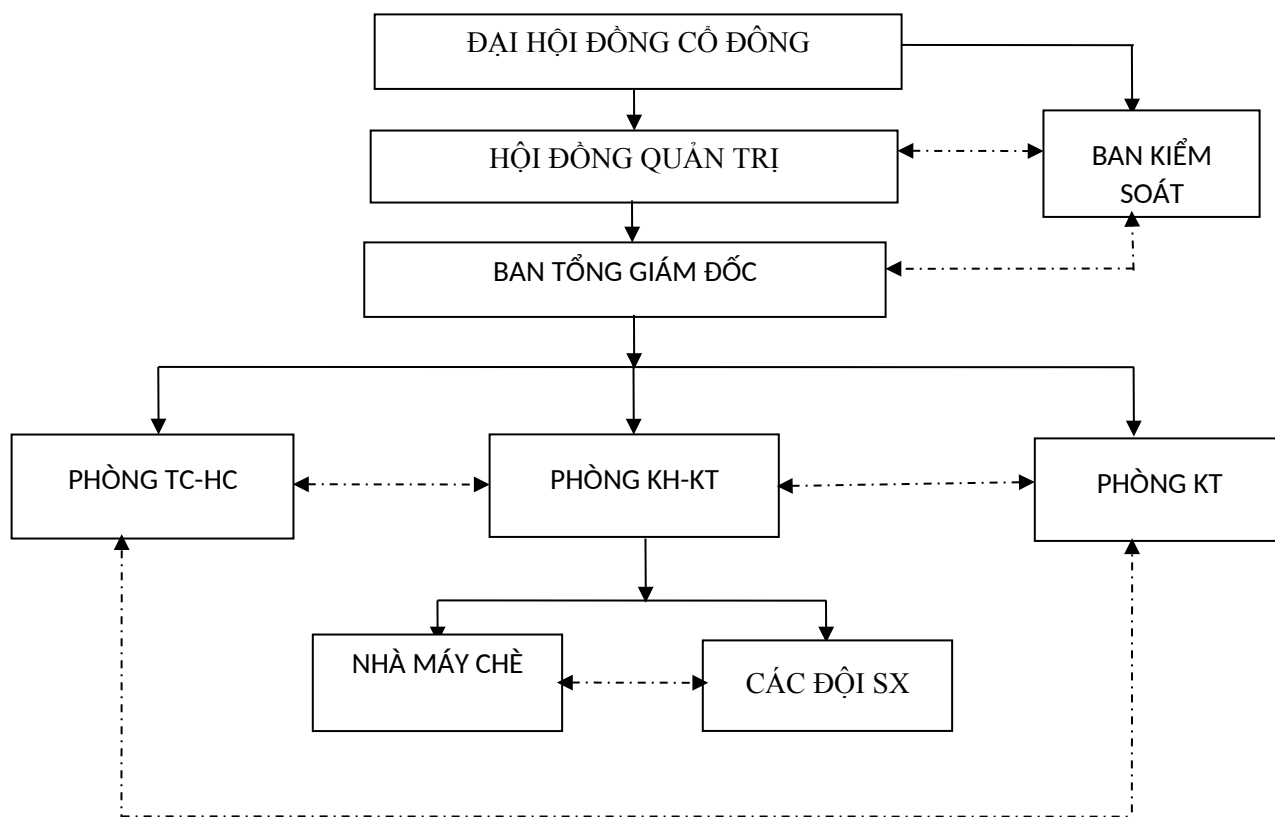 ĐẠI HỘI ĐỒNG CỔ ĐÔNG
HỘI ĐỒNG QUẢN TRỊ
BAN KIỂM
SOÁT
BAN TỔNG GIÁM ĐỐC
PHÒNG TC-HC
PHÒNG KH-KT
PHÒNG KT
NHÀ MÁY CHÈ
CÁC ĐỘI SX